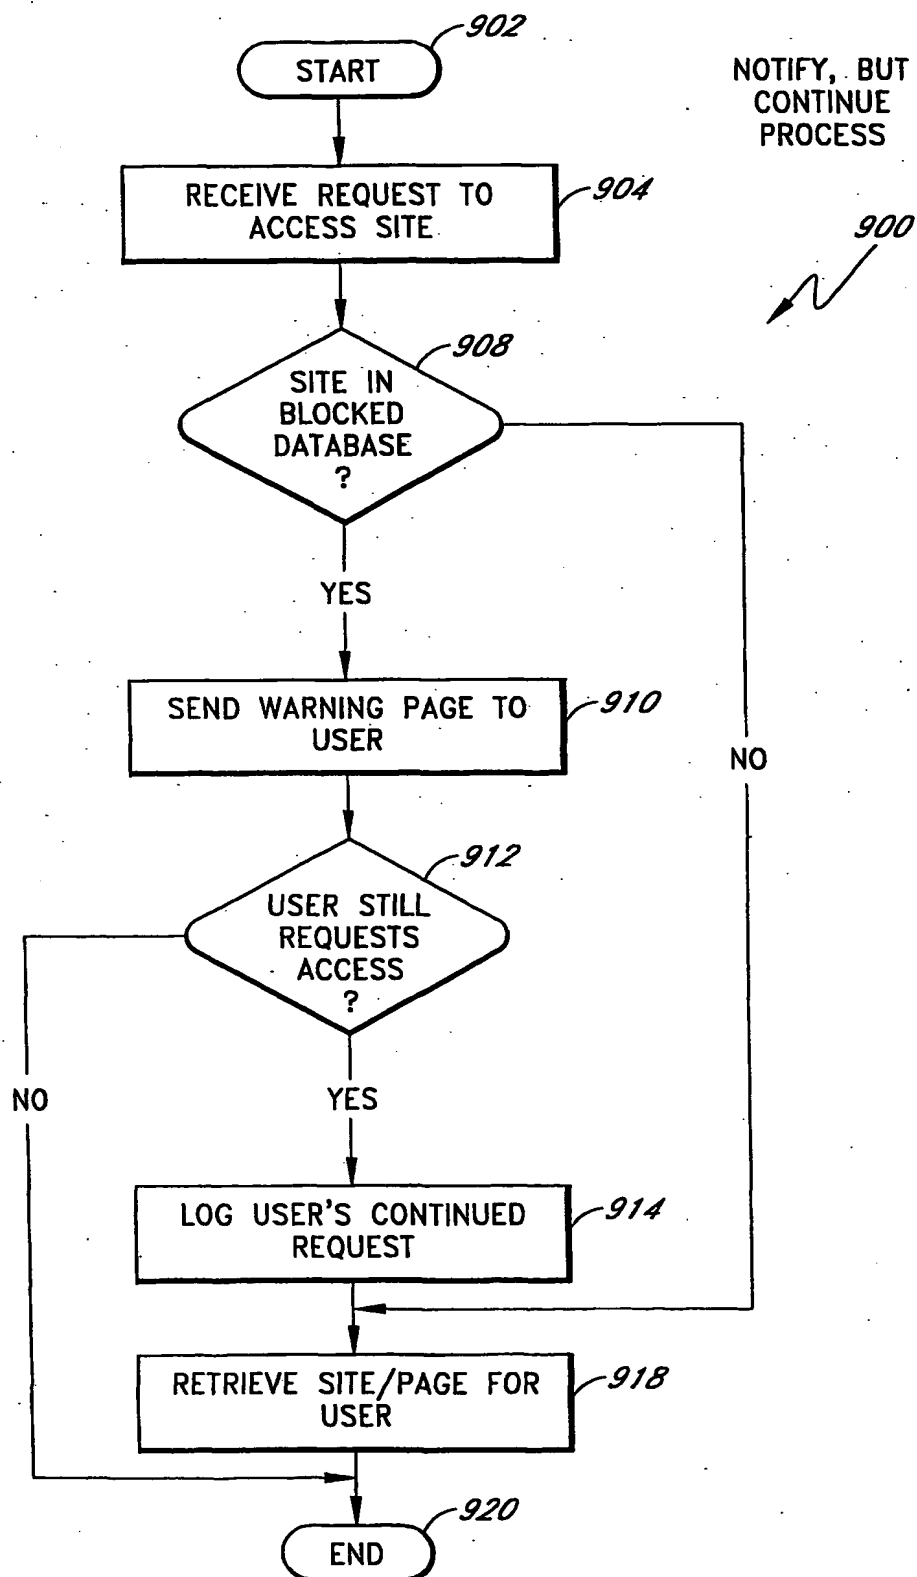 902
START
NOTIFY, BUT
CONTINUE
PROCESS
RECEIVE REQUEST TO
ACCESS SITE
904
900
908
SITE IN
BLOCKED
DATABASE
?
YES
SEND WARNING PAGE TO
USER
910
NO
912
USER STILL
REQUESTS
ACCESS
?
NO
YES
LOG USER'S CONTINUED
REQUEST
914
RETRIEVE SITE/PAGE FOR
USER
918
920
END